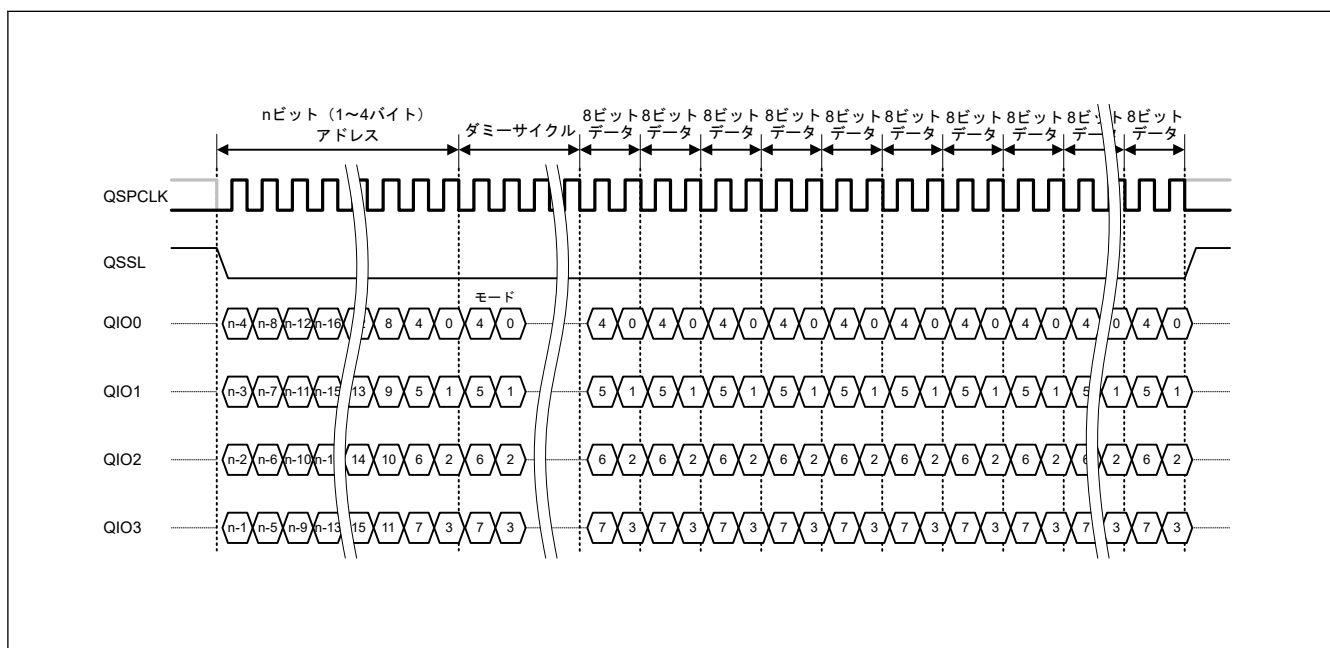 nビット（1～4バイト）
アドレス
ダミーサイクル
8ビット 8ビット 8ビット 8ビット 8ビット 8ビット 8ビット 8ビット 8ビット 8ビット
データ データ データ データ データ データ データ データ データ データ
QSPCLK
QSSL
モード
QIO0 n-4 n-8 n-12 n-16 8 4 0 4 0 4 0 4 0 4 0 4 0 4 0 4 0 4 0 4 0 4 0 4 0
QIO1 n-3 n-7 n-11 n-15 13 9 5 1 5 1 5 1 5 1 5 1 5 1 5 1 5 1 5 1 5 1 5 1 5 1
QIO2 n-2 n-6 n-10 n-1 14 10 6 2 6 2 6 2 6 2 6 2 6 2 6 2 6 2 6 2 6 2 6 2 6 2
QIO3 n-1 n-5 n-9 n-13 15 11 7 3 7 3 7 3 7 3 7 3 7 3 7 3 7 3 7 3 7 3 7 3 7 3